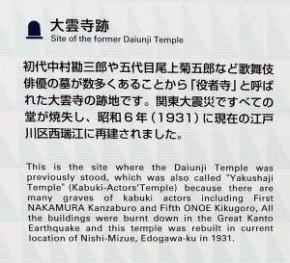 大雲寺跡
Site of the former Daiunji Temple
初代中村勘三郎や五代目尾上菊五郎など歌舞伎
俳優の墓が数多くあることから「役者寺」と呼ば
れた大雲寺の跡地です。関東大震災ですべての
堂が焼失し、昭和6年(1931)に現在の江戸
川区西瑞江に再建されました。
This is the site where the Daiunji Temple was
previously stood, which was also called "Yakushaji
Temple" (Kabuki-Actors'Temple) because there are
many graves of kabuki actors including First
NAKAMURA Kanzaburo and Fifth ONOE Kikugoro, All
the buildings were burnt down in the Great Kanto
Earthquake and this temple was rebuilt in current
location of Nishi-Mizue, Edogawa-ku in 1931.